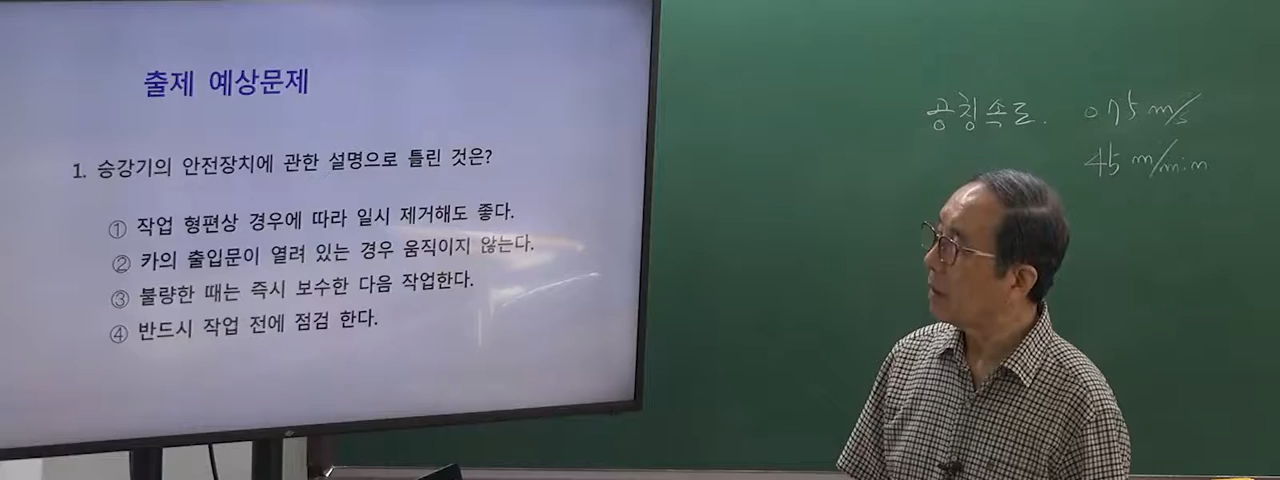 출제 예상문제
1. 승강기의 안전장치에 관한 설명으로 틀린 것은?
① 작업 형편상 경우에 따라 일시 제거해도 좋다.
② 카의 출입문이 열려 있는 경우 움직이지 않는다.
③ 불량한 때는 즉시 보수한 다음 작업한다.
④ 반드시 작업 전에 점검 한다.
공칭속도. 0.75 m/s
45 m/min